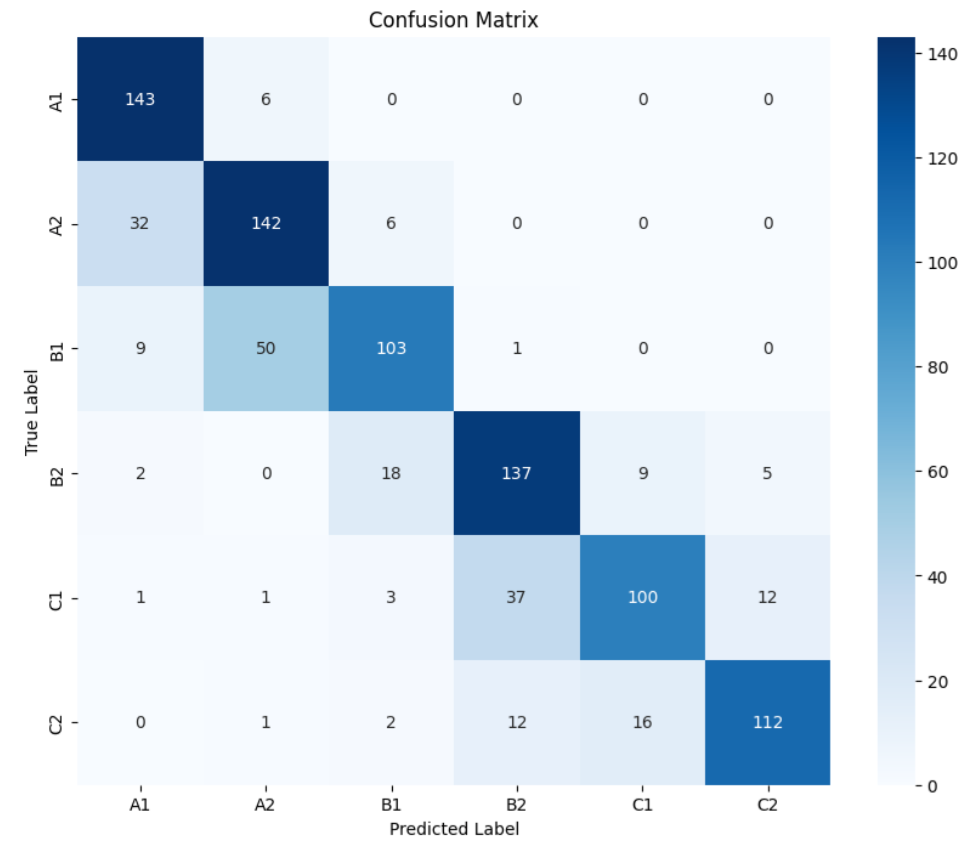 Confusion Matrix
A1 143 6 0 0 0 0
A2 32 142 6 0 0 0
B1 9 50 103 1 0 0
B2 2 0 18 137 9 5
C1 1 1 3 37 100 12
C2 0 1 2 12 16 112
A1 A2 B1 B2 C1 C2
True Label
Predicted Label
140
120
100
80
60
40
20
0